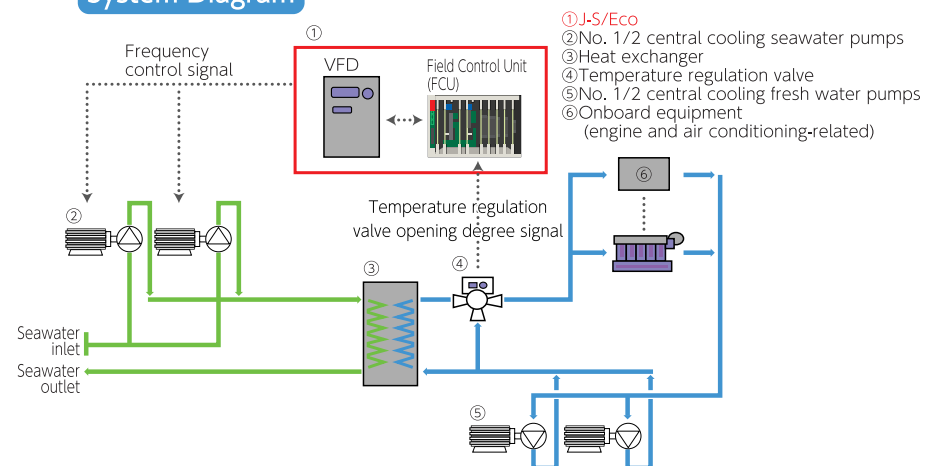 System Diagram
①J-S/Eco
②No. 1/2 central cooling seawater pumps
③Heat exchanger
④Temperature regulation valve
⑤No. 1/2 central cooling fresh water pumps
⑥Onboard equipment
(engine and air conditioning-related)
①
Frequency
control signal
VFD
Field Control Unit
(FCU)
②
⑥
Temperature regulation
valve opening degree signal
③
④
Seawater
inlet
Seawater
outlet
⑤